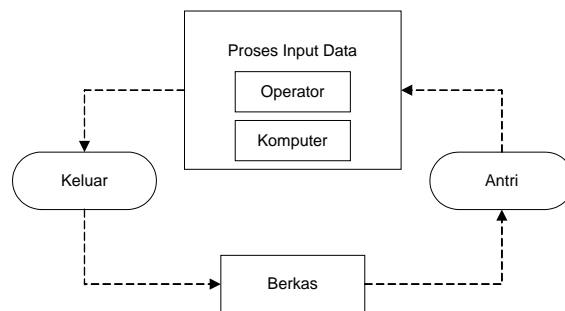 Proses Input Data
Operator
Komputer
Keluar
Antri
Berkas